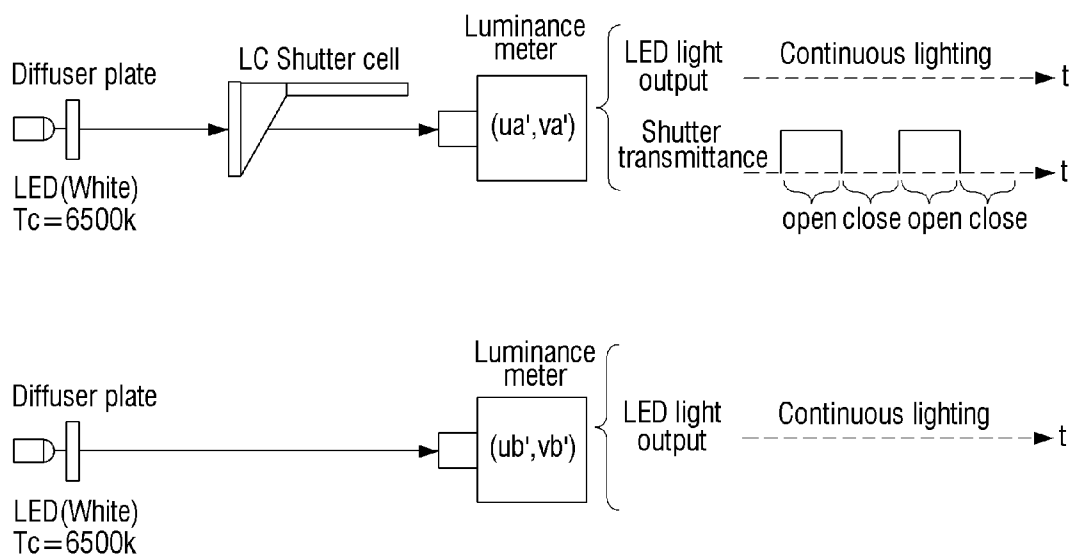 Diffuser plate
LC Shutter cell
Luminance
meter
(ua',va')
LED(White)
Tc=6500k
LED light
output
Continuous lighting
t
Shutter
transmittance
t
open close open close
Diffuser plate
Luminance
meter
(ub',vb')
LED(White)
Tc=6500k
LED light
output
Continuous lighting
t